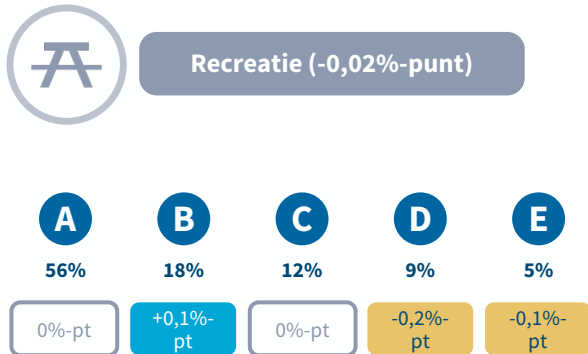 Recreatie (-0,02%-punt)
A B C D E
56% 18% 12% 9% 5%
0%-pt +0,1%-pt 0%-pt -0,2%-pt -0,1%-pt